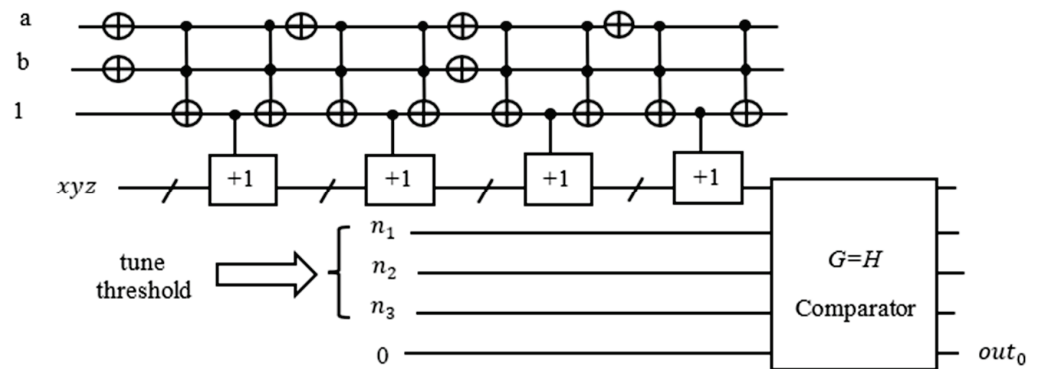 a
b
1
xyz
+1 +1 +1 +1
n₁
n₂
n₃
0
tune
threshold
G=H
Comparator
out₀